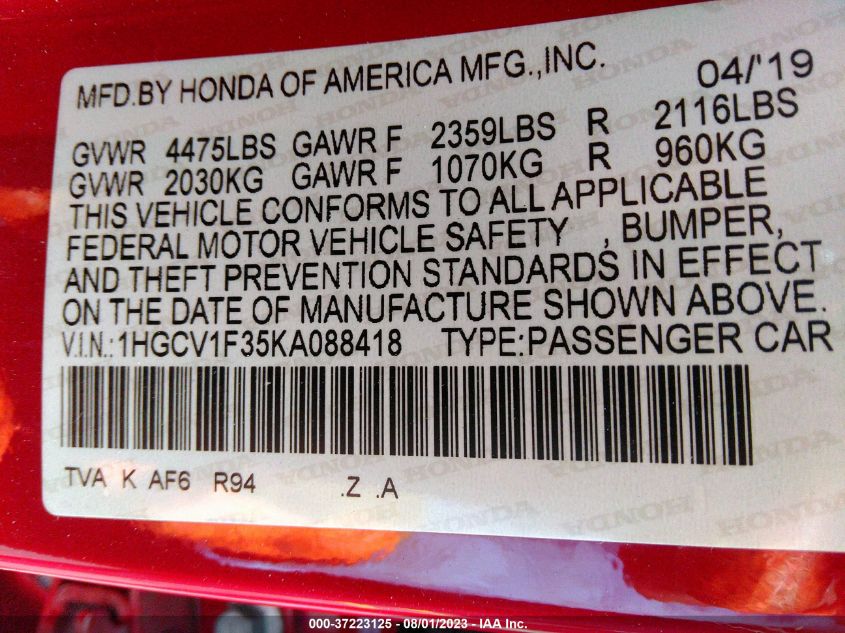 MFD.BY HONDA OF AMERICA MFG.,INC. 04/'19
GVWR 4475LBS GAWR F 2359LBS R 2116LBS
GVWR 2030KG GAWR F 1070KG R 960KG
THIS VEHICLE CONFORMS TO ALL APPLICABLE
FEDERAL MOTOR VEHICLE SAFETY , BUMPER,
AND THEFT PREVENTION STANDARDS IN EFFECT
ON THE DATE OF MANUFACTURE SHOWN ABOVE.
V.I.N.:1HGCV1F35KA088418 TYPE:PASSENGER CAR
TVA K AF6 R94 .Z .A
000-37223125 - 08/01/2023 - IAA Inc.